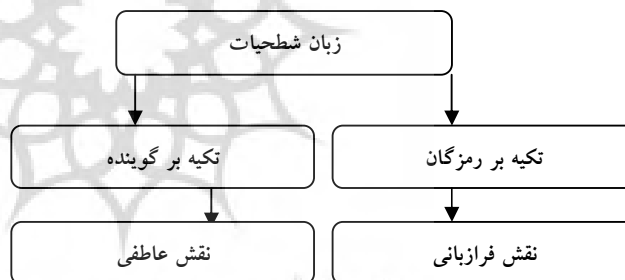 زبان شطحیات
تکیه بر رمزگان
تکیه بر گوینده
نقش فرازبانی
نقش عاطفی